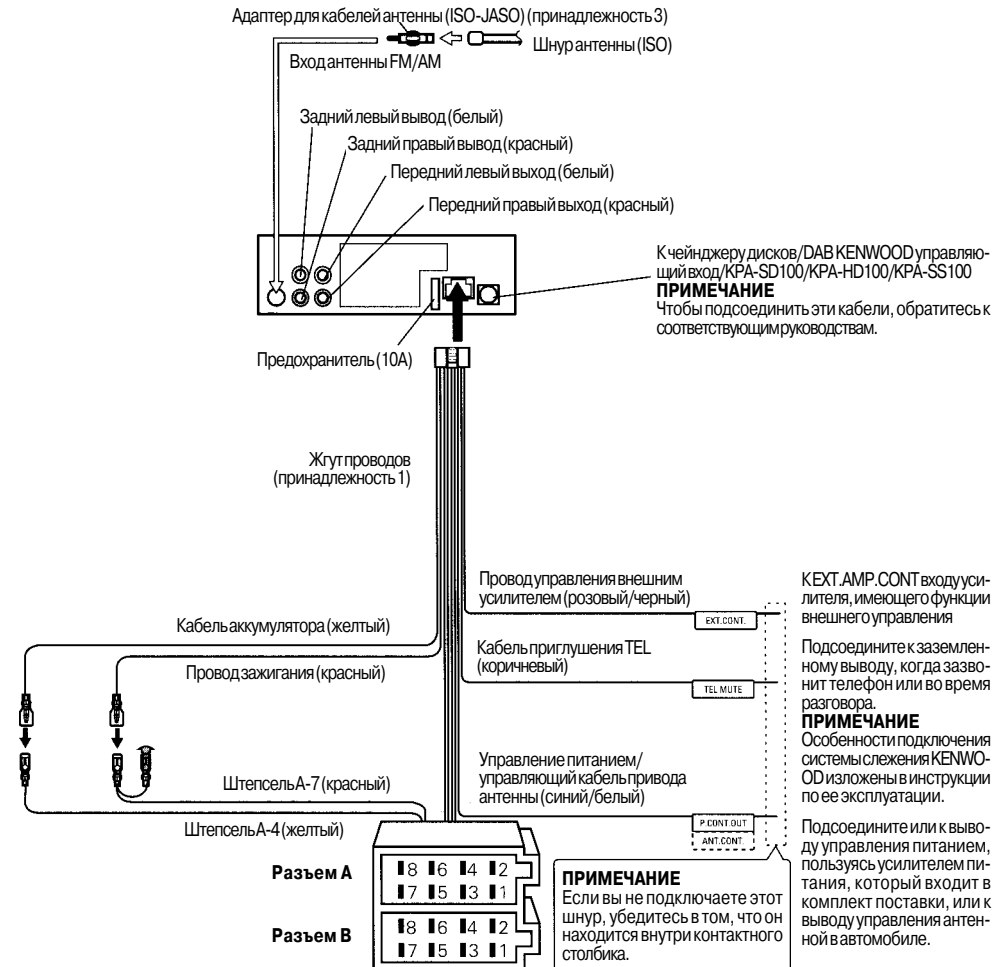 Адаптер для кабелей антенны (ISO-JASO) (принадлежность 3)
Шнур антенны (ISO)
Вход антенны FM/AM
Задний левый вывод (белый)
Задний правый вывод (красный)
Передний левый выход (белый)
Передний правый выход (красный)
К чейнджеру дисков/DAB KENWOOD управляю-
щий вход/KPA-SD100/KPA-HD100/KPA-SS100
ПРИМЕЧАНИЕ
Чтобы подсоединить эти кабели, обратитесь к
соответствующим руководствам.
Предохранитель (10А)
Жгут проводов
(принадлежность 1)
Провод управления внешним
усилителем (розовый/черный)
EXT.CONT.
К EXT.AMP.CONT входу уси-
лителя, имеющего функции
внешнего управления
Кабель аккумулятора (желтый)
Провод зажигания (красный)
Кабель приглушения TEL
(коричневый)
TEL MUTE
Подсоедините к заземлен-
ному выводу, когда зазво-
нит телефон или во время
разговора.
ПРИМЕЧАНИЕ
Особенности подключения
системы слежения KENWO-
OD изложены в инструкции
по ее эксплуатации.
Управление питанием/
управляющий кабель привода
антенны (синий/белый)
P.CONT.OUT
ANT.CONT.
Подсоедините или к выво-
ду управления питанием,
пользуясь усилителем пи-
тания, который входит в
комплект поставки, или к
выводу управления антен-
ной в автомобиле.
Штепсель А-7 (красный)
Штепсель А-4 (желтый)
Разъем А
8 6 4 2
7 5 3 1
Разъем В
8 6 4 2
7 5 3 1
ПРИМЕЧАНИЕ
Если вы не подключаете этот
шнур, убедитесь в том, что он
находится внутри контактного
столбика.